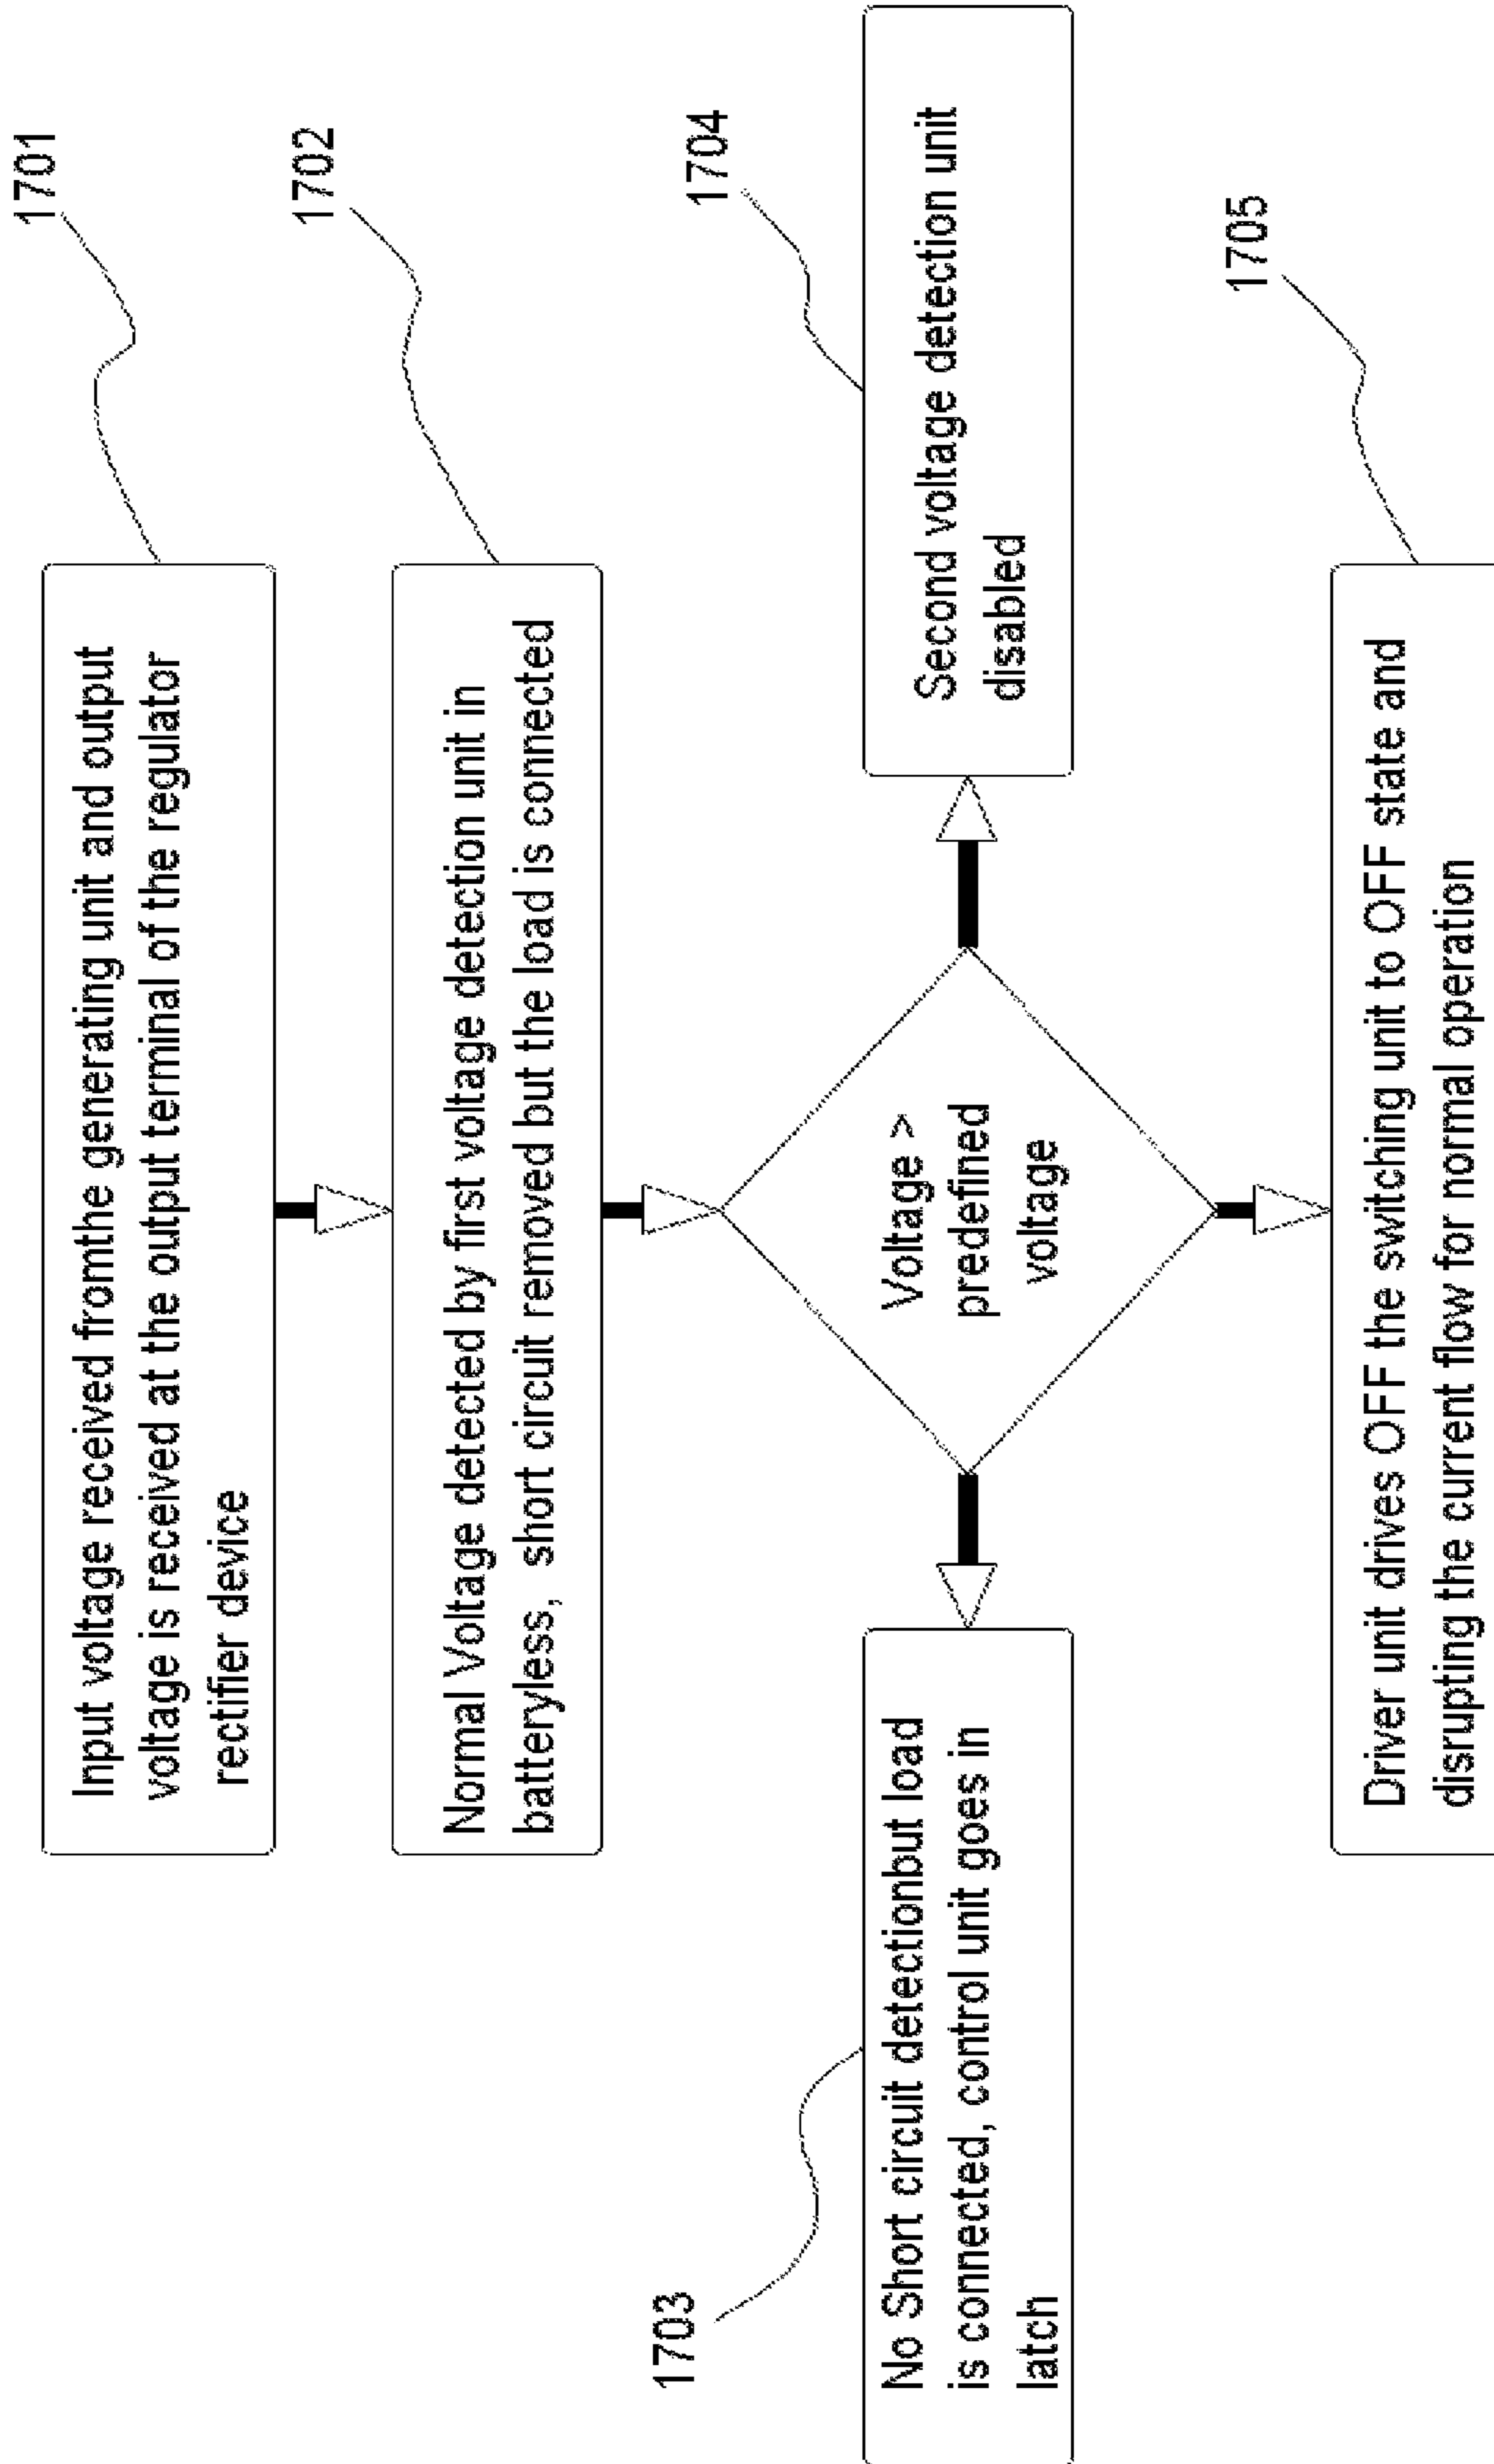 1701
Input voltage received fromthe generating unit and output
voltage is received at the output terminal of the regulator
rectifier device
1702
Normal Voltage detected by first voltage detection unit in
batteryless, short circuit removed but the load is connected
1703
No Short circuit detectionbut load
is connected, control unit goes in
latch
Voltage >
predefined
voltage
1704
Second voltage detection unit
disabled
1705
Driver unit drives OFF the switching unit to OFF state and
disrupting the current flow for normal operation